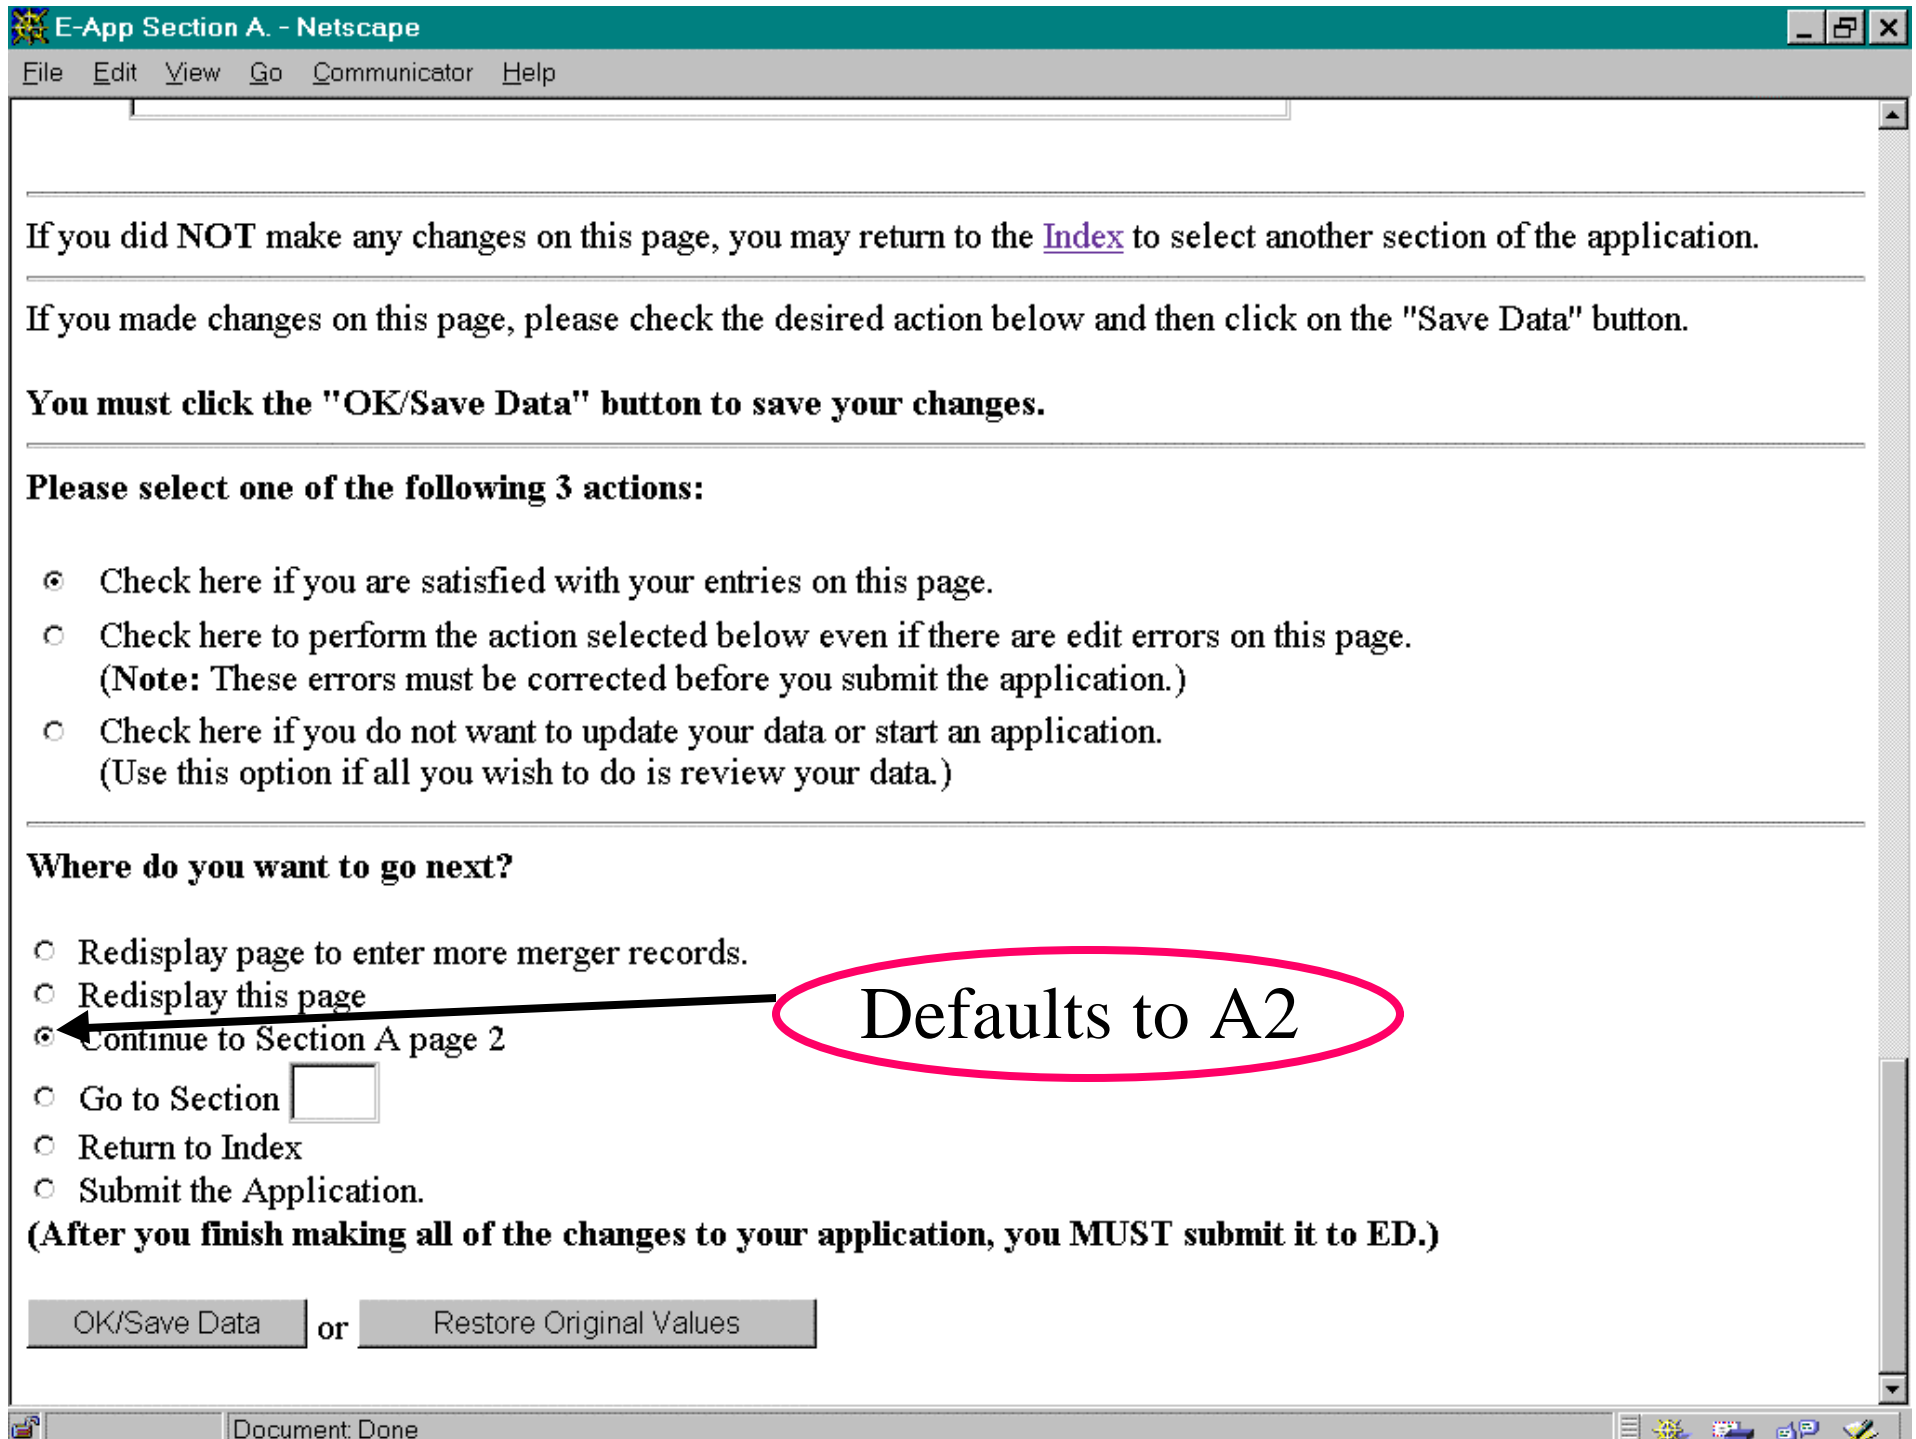 E-App Section A. - Netscape
File Edit View Go Communicator Help
If you did NOT make any changes on this page, you may return to the Index to select another section of the application.
If you made changes on this page, please check the desired action below and then click on the "Save Data" button.
You must click the "OK/Save Data" button to save your changes.
Please select one of the following 3 actions:
Check here if you are satisfied with your entries on this page.
Check here to perform the action selected below even if there are edit errors on this page.
(Note: These errors must be corrected before you submit the application.)
Check here if you do not want to update your data or start an application.
(Use this option if all you wish to do is review your data.)
Where do you want to go next?
Redisplay page to enter more merger records.
Redisplay this page
Defaults to A2
Continue to Section A page 2
Go to Section
Return to Index
Submit the Application.
(After you finish making all of the changes to your application, you MUST submit it to ED.)
OK/Save Data or Restore Original Values
Document: Done